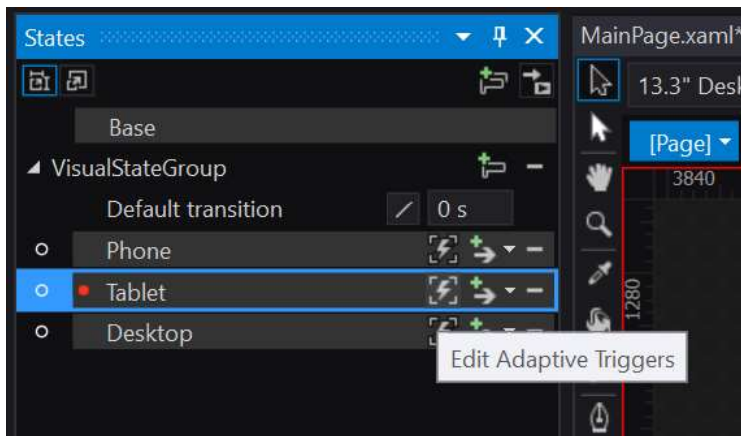 States
MainPage.xaml*
13.3" Desk
Base
[Page]
VisualStateGroup
3840
Default transition
0 s
Phone
Tablet
1280
Desktop
Edit Adaptive Triggers